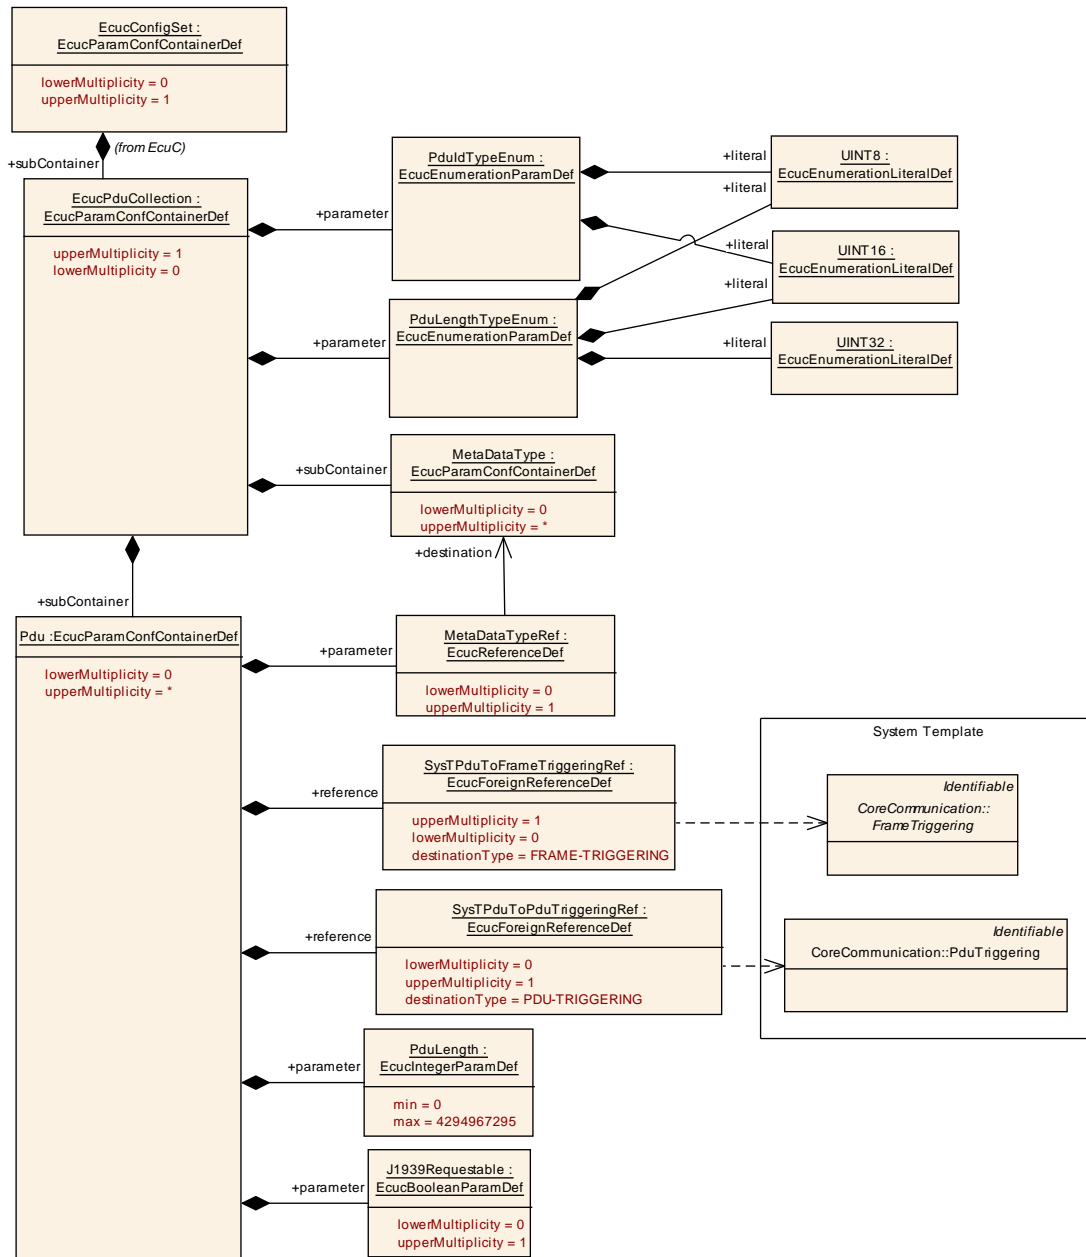 EcucConfigSet :
EcucParamConfContainerDef
lowerMultiplicity = 0
upperMultiplicity = 1
(from EcuC)
+subContainer
EcucPduCollection :
EcucParamConfContainerDef
upperMultiplicity = 1
lowerMultiplicity = 0
+parameter
PduIdTypeEnum :
EcucEnumerationParamDef
+literal
+literal
UINT8 :
EcucEnumerationLiteralDef
+literal
+literal
UINT16 :
EcucEnumerationLiteralDef
+parameter
PduLengthTypeEnum :
EcucEnumerationParamDef
+literal
UINT32 :
EcucEnumerationLiteralDef
+subContainer
MetaDataType :
EcucParamConfContainerDef
lowerMultiplicity = 0
upperMultiplicity = *
+destination
+subContainer
Pdu :EcucParamConfContainerDef
lowerMultiplicity = 0
upperMultiplicity = *
+parameter
MetaDataTypeRef :
EcucReferenceDef
lowerMultiplicity = 0
upperMultiplicity = 1
System Template
+reference
SysTPduToFrameTriggeringRef :
EcucForeignReferenceDef
upperMultiplicity = 1
lowerMultiplicity = 0
destinationType = FRAME-TRIGGERING
Identifiable
CoreCommunication::
FrameTriggering
+reference
SysTPduToPduTriggeringRef :
EcucForeignReferenceDef
lowerMultiplicity = 0
upperMultiplicity = 1
destinationType = PDU-TRIGGERING
Identifiable
CoreCommunication::PduTriggering
+parameter
PduLength :
EcucIntegerParamDef
min = 0
max = 4294967295
+parameter
J1939Requestable :
EcucBooleanParamDef
lowerMultiplicity = 0
upperMultiplicity = 1